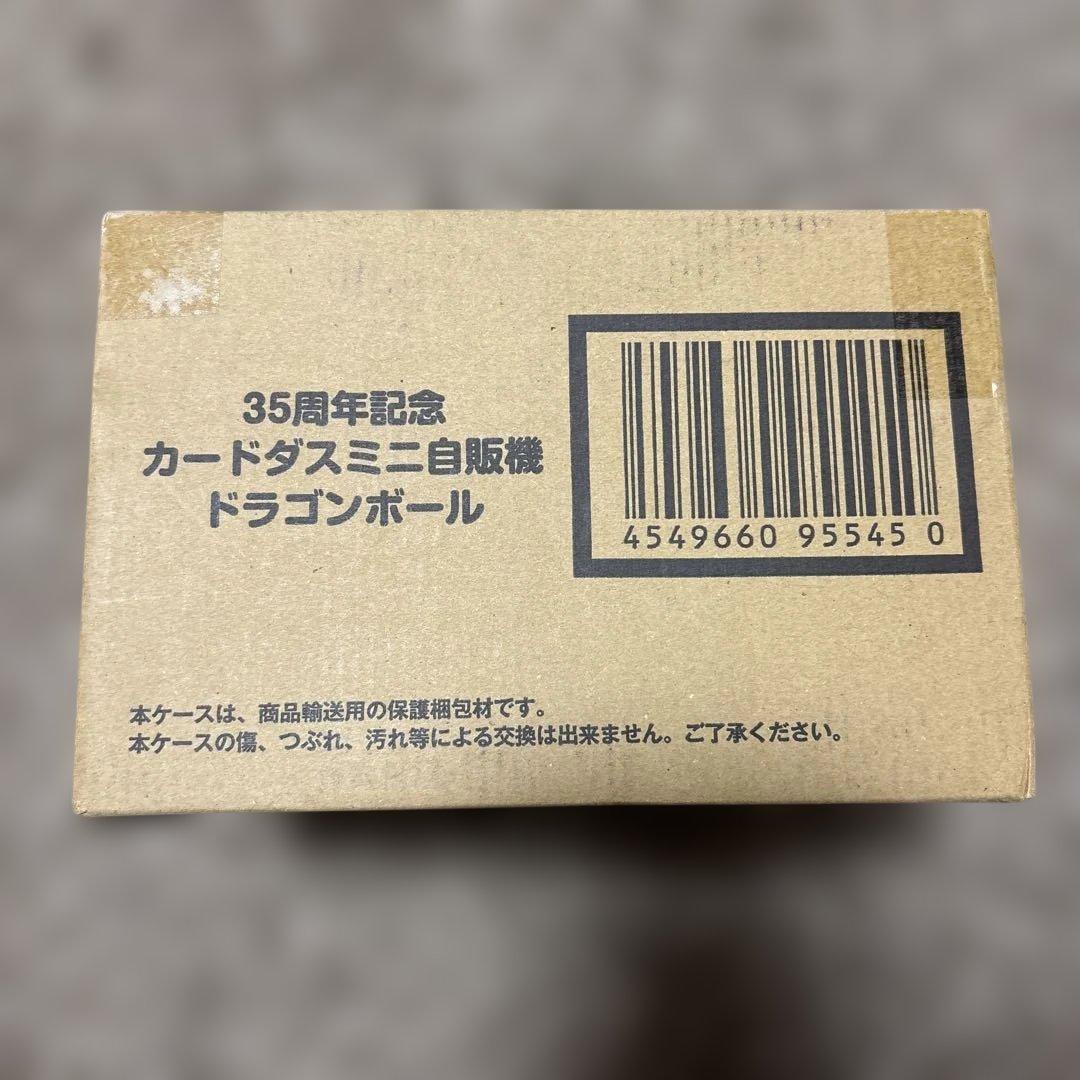 35周年記念
カードダスミニ自販機
ドラゴンボール
4549660 95545 0
本ケースは、商品輸送用の保護梱包材です。
本ケースの傷、つぶれ、汚れ等による交換は出来ません。ご了承ください。